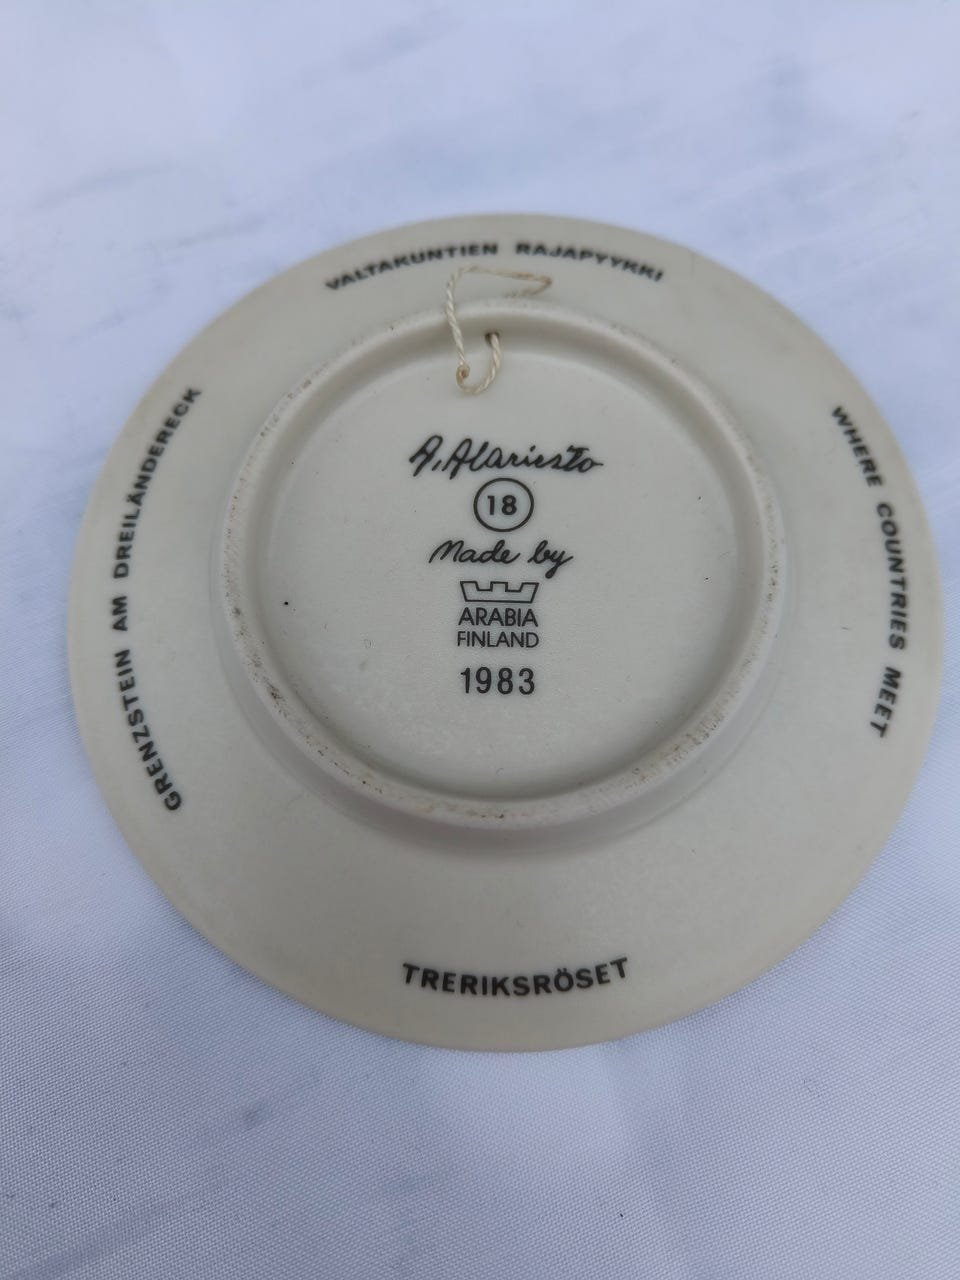 VALTAKUNTIEN RAJAPYYKKI
GRENZSTEIN AM DREILÄNDERECK
WHERE COUNTRIES MEET
A. Alariesto
18
Made by
ARABIA
FINLAND
1983
TRERIKSRÖSET